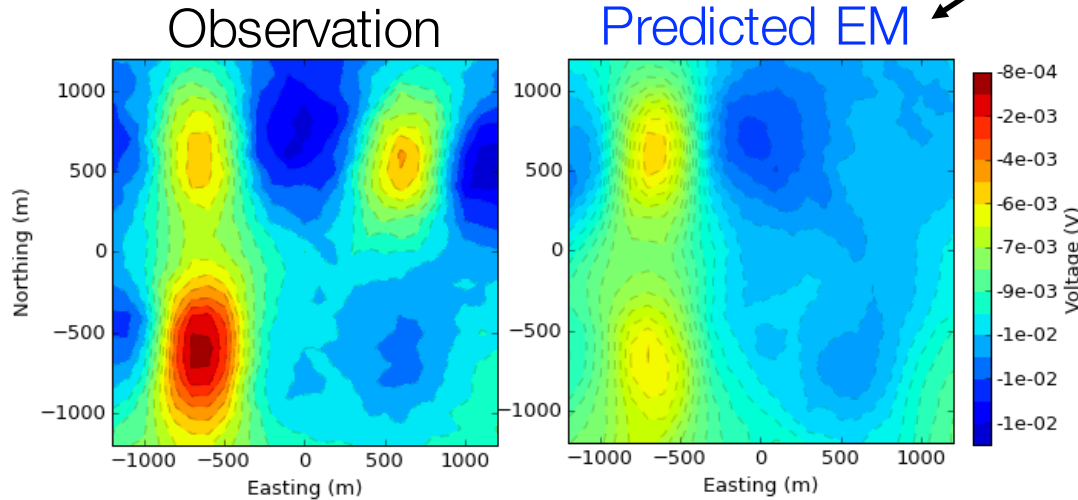 Observation
Predicted EM
1000
500
0
−500
−1000
−1000 −500 0 500 1000
Northing (m)
Easting (m)
1000
500
0
−500
−1000
−1000 −500 0 500 1000
Easting (m)
-8e-04
-2e-03
-4e-03
-6e-03
-7e-03
-9e-03
-1e-02
-1e-02
-1e-02
Voltage (V)